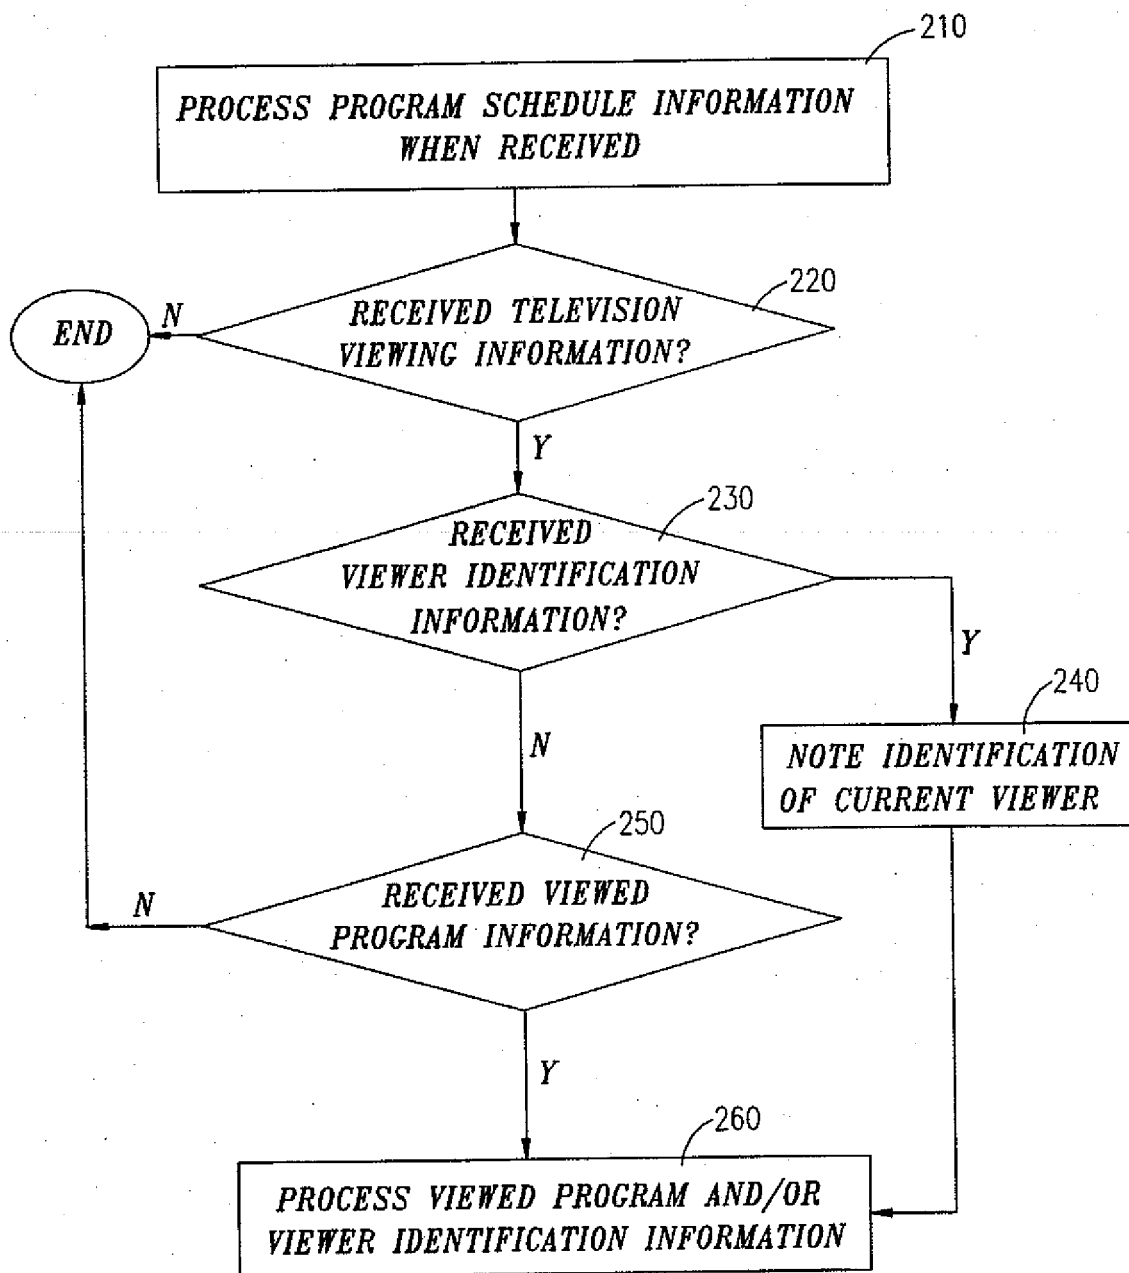 210
PROCESS PROGRAM SCHEDULE INFORMATION
WHEN RECEIVED
220
RECEIVED TELEVISION
VIEWING INFORMATION?
N
END
Y
230
RECEIVED
VIEWER IDENTIFICATION
INFORMATION?
Y
240
NOTE IDENTIFICATION
OF CURRENT VIEWER
N
250
RECEIVED VIEWED
PROGRAM INFORMATION?
N
Y
260
PROCESS VIEWED PROGRAM AND/OR
VIEWER IDENTIFICATION INFORMATION